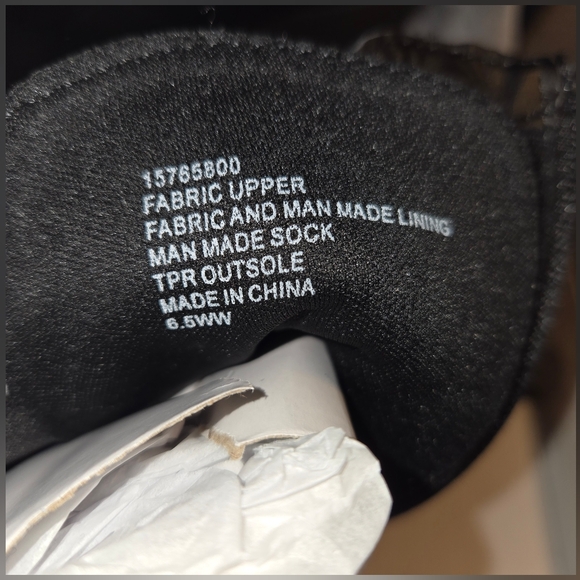 15765800
FABRIC UPPER
FABRIC AND MAN MADE LINING
MAN MADE SOCK
TPR OUTSOLE
MADE IN CHINA
6.5WW